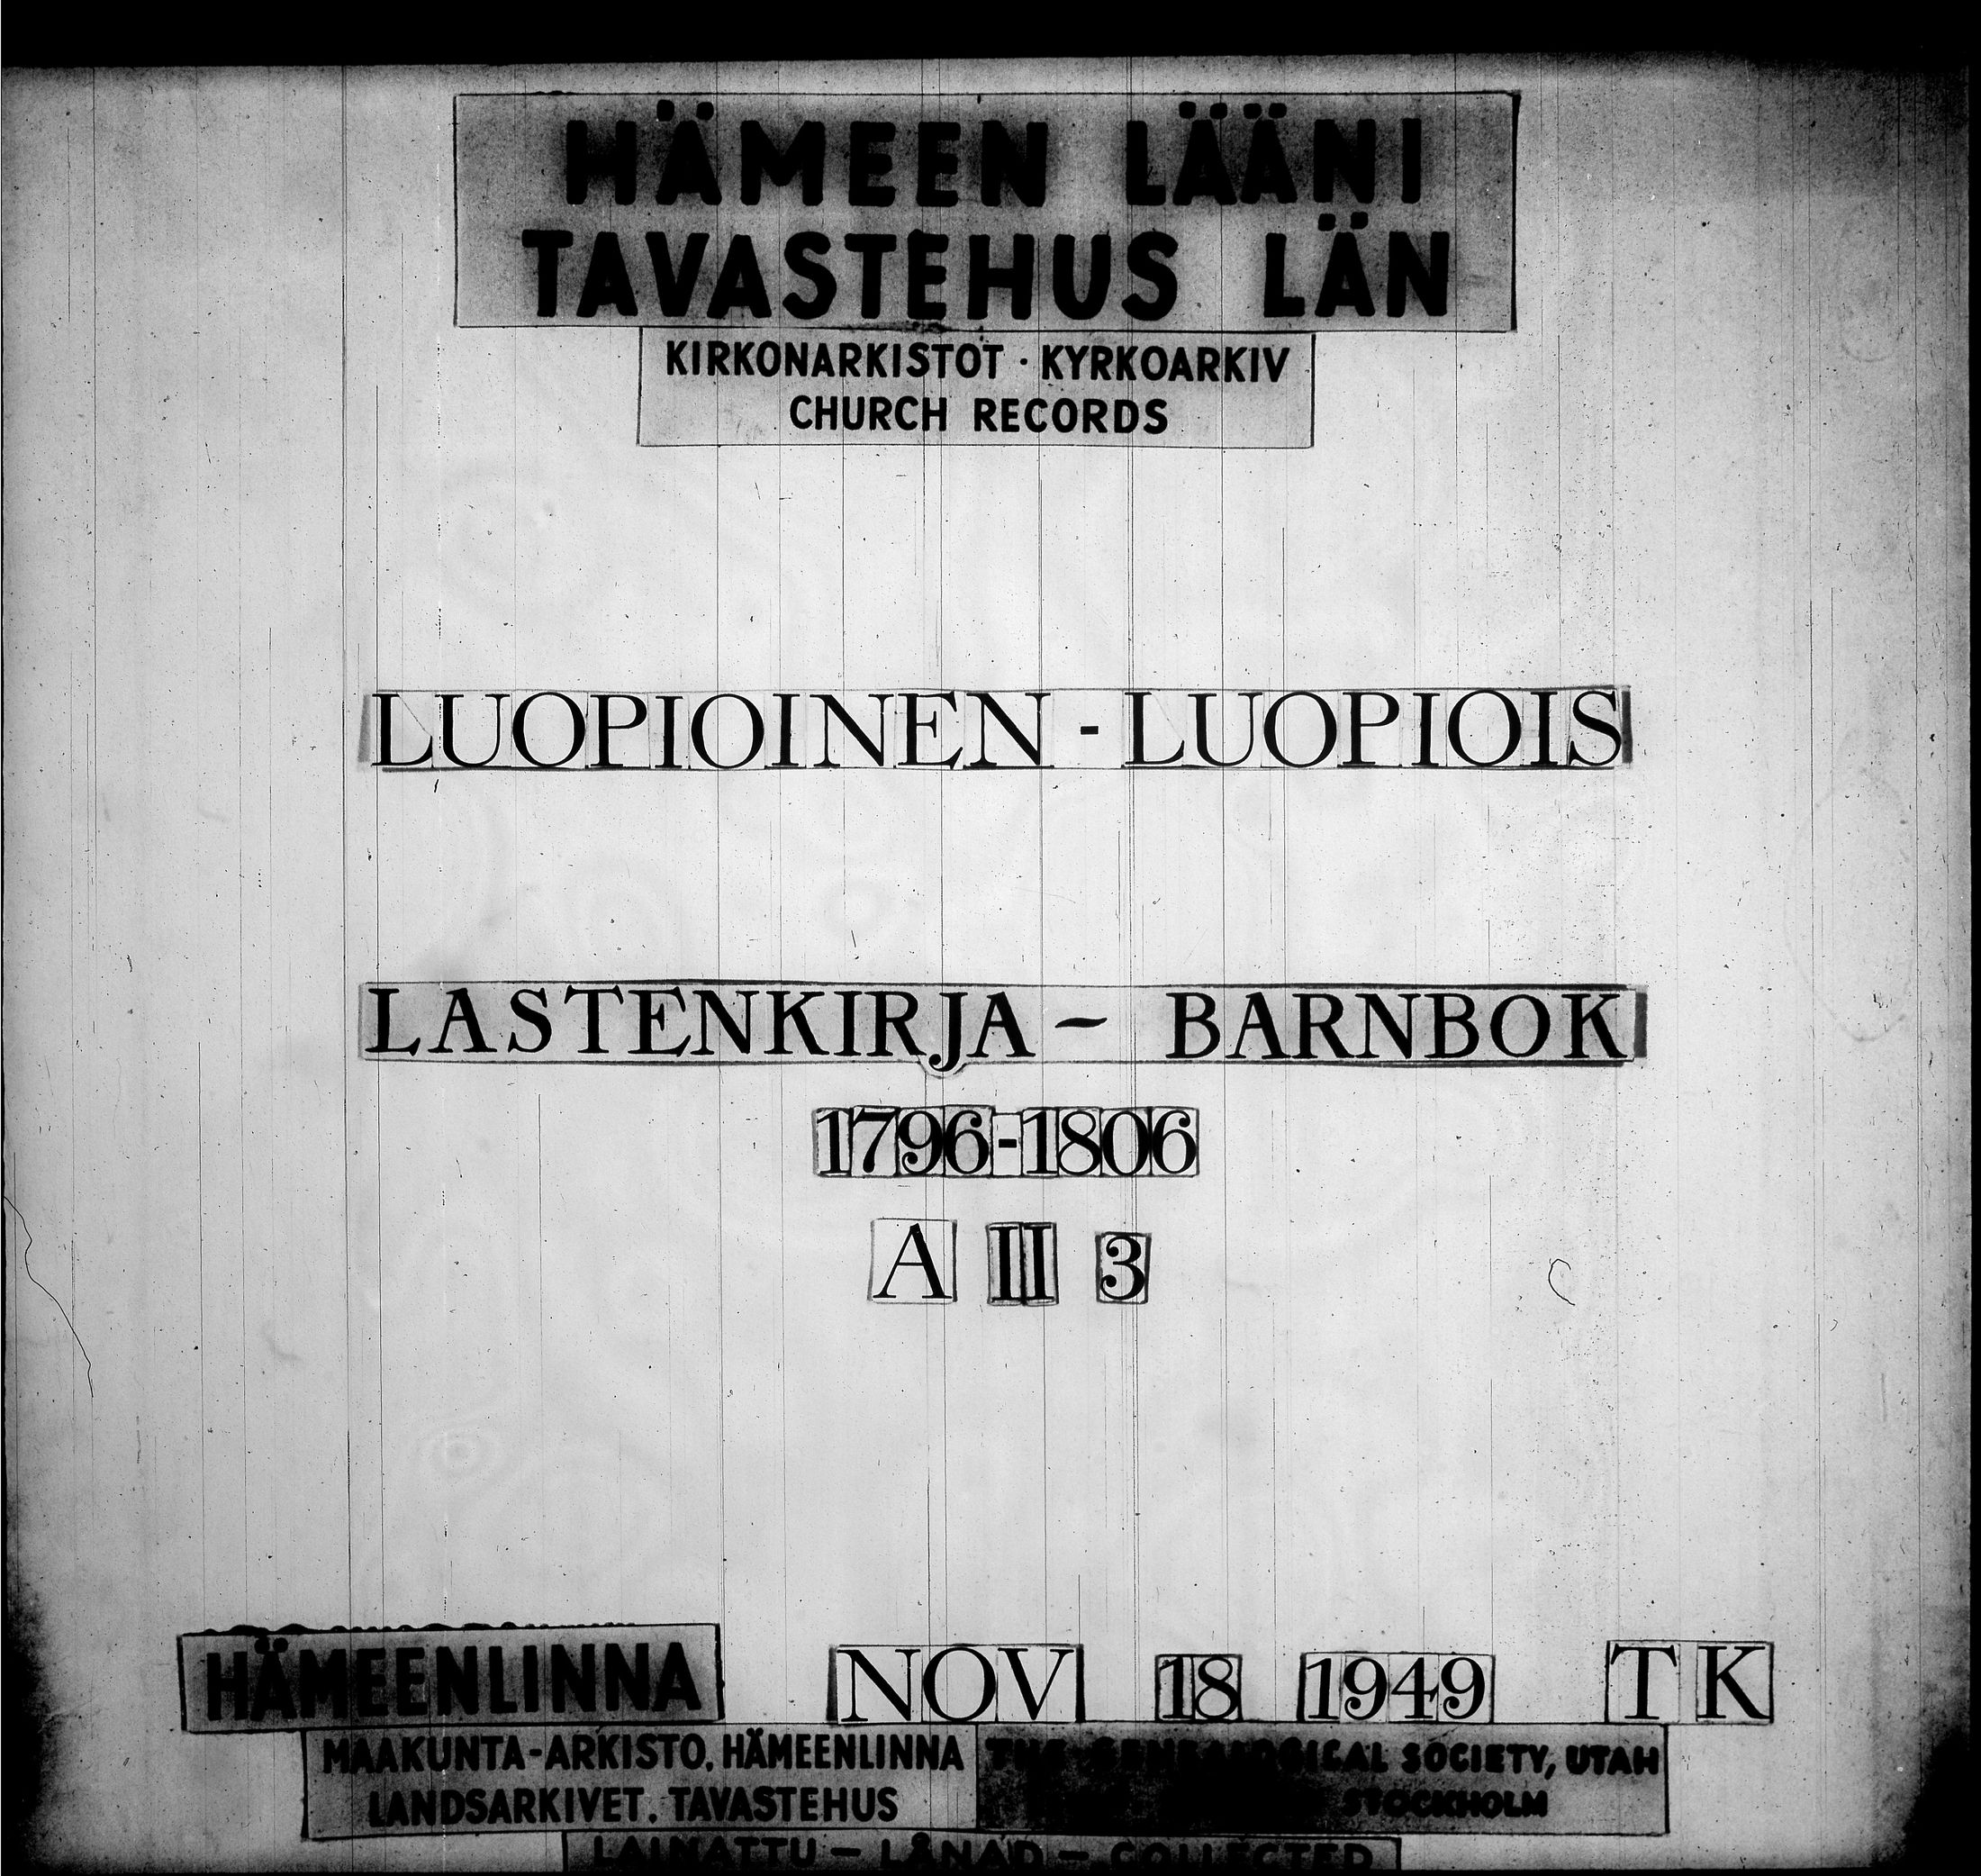 HÄMEEN LÄÄNI
TAVASTEHUS LÄN
KIRKONARKISTOT · KYRKOARKIV
CHURCH RECORDS
LUOPIOINEN - LUOPIOIS
LASTENKIRJA - BARNBOK
1796-1806
A II 3
HÄMEENLINNA NOV 18 1949 TK
MAAKUNTA-ARKISTO, HÄMEENLINNA
LANDSARKIVET. TAVASTEHUS
THE GENEALOGICAL SOCIETY, UTAH
STOCKHOLM
LAINATTU - LÅNAD - COLLECTED